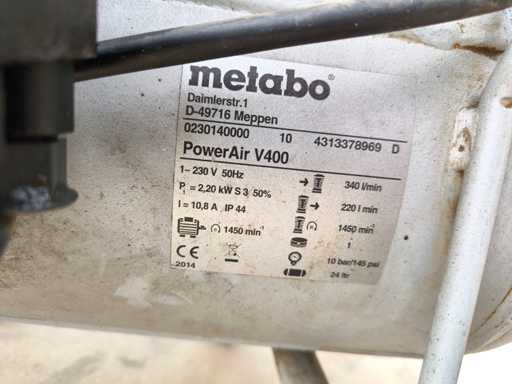 metabo®
Daimlerstr.1
D-49716 Meppen
0230140000 10 4313378969 D
PowerAir V400
1~ 230 V 50Hz
P₁ = 2,20 kW S 3 50%
I = 10,8 A IP 44
1450 min⁻¹
CE
2014
340 l/min
220 l min
1450 min⁻¹
1
10 bar/145 psi
24 ltr